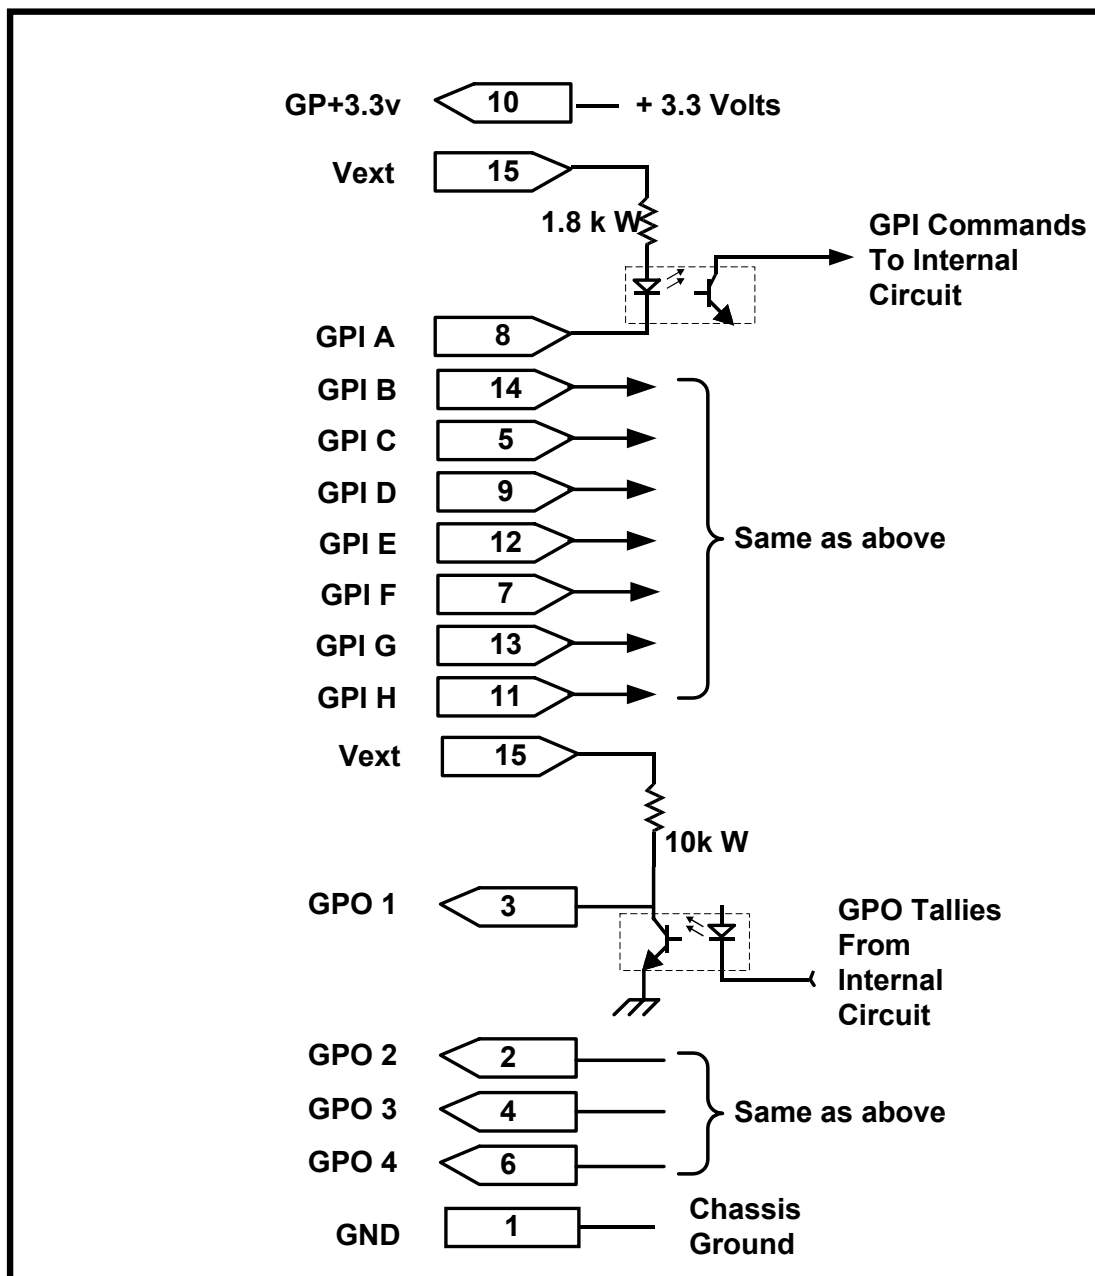 GP+3.3v 10 + 3.3 Volts
Vext 15
1.8 k W
GPI Commands
To Internal
Circuit
GPI A 8
GPI B 14
GPI C 5
GPI D 9
GPI E 12
Same as above
GPI F 7
GPI G 13
GPI H 11
Vext 15
10k W
GPO 1 3
GPO Tallies
From
Internal
Circuit
GPO 2 2
GPO 3 4
Same as above
GPO 4 6
GND 1
Chassis
Ground